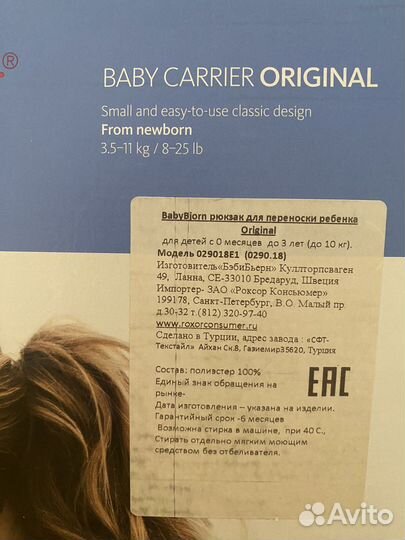 ®
BABY CARRIER ORIGINAL
Small and easy-to-use classic design
From newborn
3.5–11 kg / 8–25 lb
BabyBjorn рюкзак для переноски ребенка
Original
для детей с 0 месяцев до 3 лет (до 10 кг).
Модель 029018E1 (0290.18)
Изготовитель«БэбиБьерн» Куллторпсваген
49, Ланна, СЕ-33010 Бредаруд, Швеция
Импортер- ЗАО «Роксор Консьюмер»
199178, Санкт-Петербург, В.О. Малый пр.
д.30-32 т.(812) 320-97-40
www.roxorconsumer.ru
Сделано в Турции, адрес завода : «СФТ-
Текстайл» Айхан Ск.8, Газиемир35620, Турция
Состав: полиэстер 100%
Единый знак обращения на
рынке-
EAC
Дата изготовления – указана на изделии.
Гарантийный срок -6 месяцев
Возможна стирка в машине, при 40 С.,
Стирать отдельно мягким моющим
средством без отбеливателя.
Avito